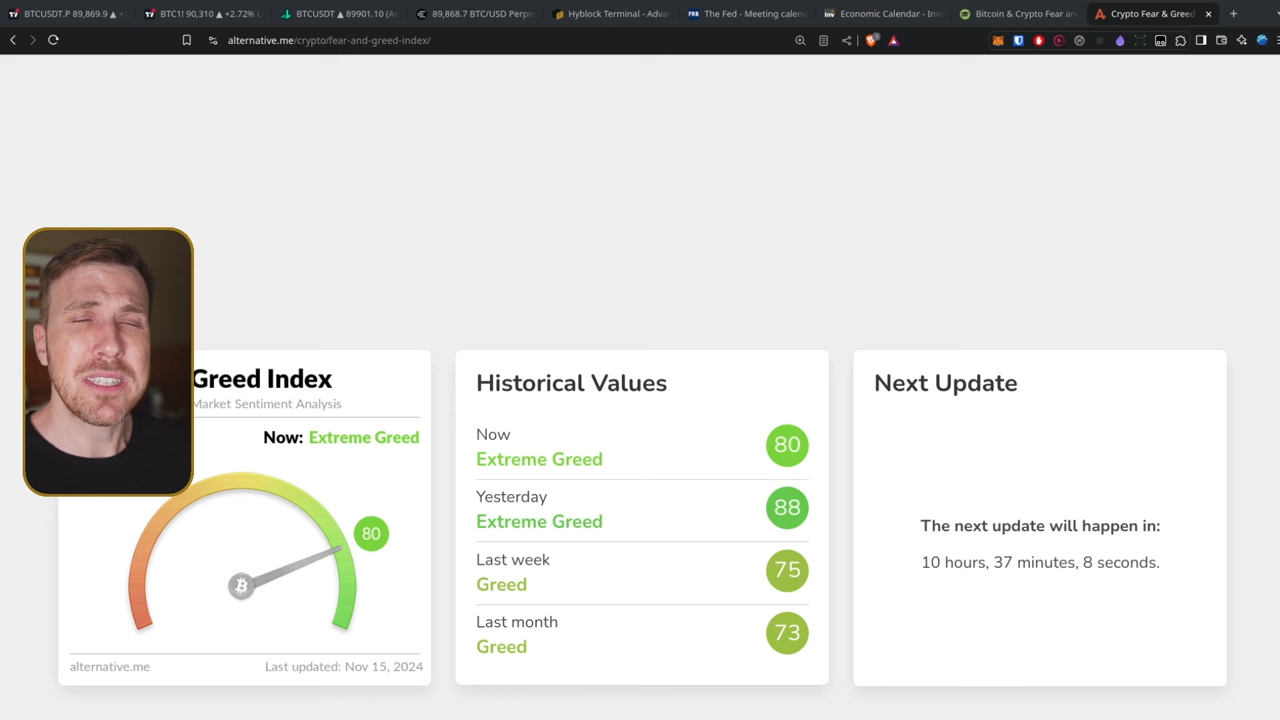 BTCUSDT.P 89,869.9 ▲ +
BTC1! 90,310 ▲ +2.72%
BTCUSDT ▲ 89901.10
89,868.7 BTC/USD Perpe
Hyblock Terminal - Adva
The Fed - Meeting calen
Economic Calendar - Inv
Bitcoin & Crypto Fear an
Crypto Fear & Greed
alternative.me/crypto/fear-and-greed-index/
Greed Index
Market Sentiment Analysis
Now: Extreme Greed
80
alternative.me
Last updated: Nov 15, 2024
Historical Values
Now
Extreme Greed
80
Yesterday
Extreme Greed
88
Last week
Greed
75
Last month
Greed
73
Next Update
The next update will happen in:
10 hours, 37 minutes, 8 seconds.